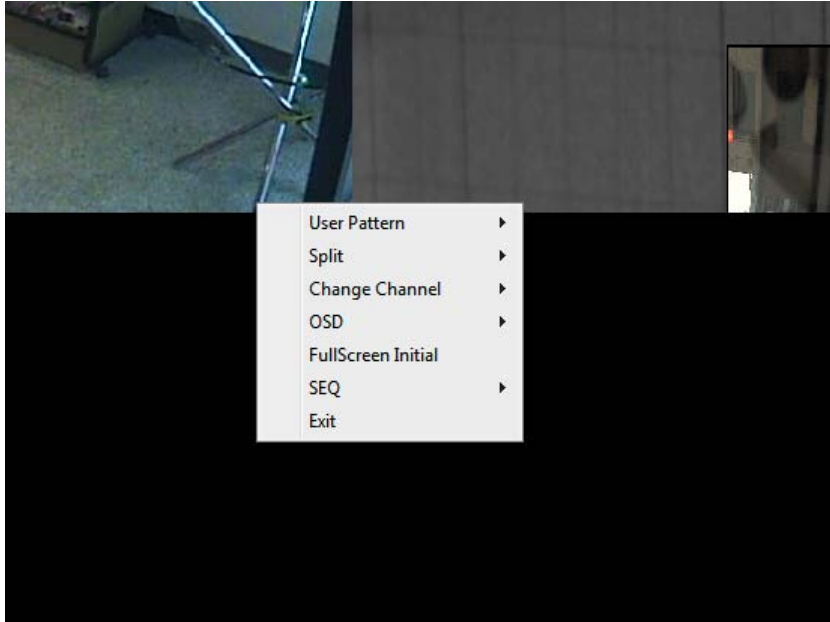 User Pattern
Split
Change Channel
OSD
FullScreen Initial
SEQ
Exit